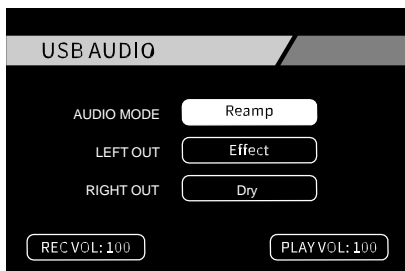 USB AUDIO
AUDIO MODE Reamp
LEFT OUT Effect
RIGHT OUT Dry
REC VOL: 100 PLAY VOL: 100